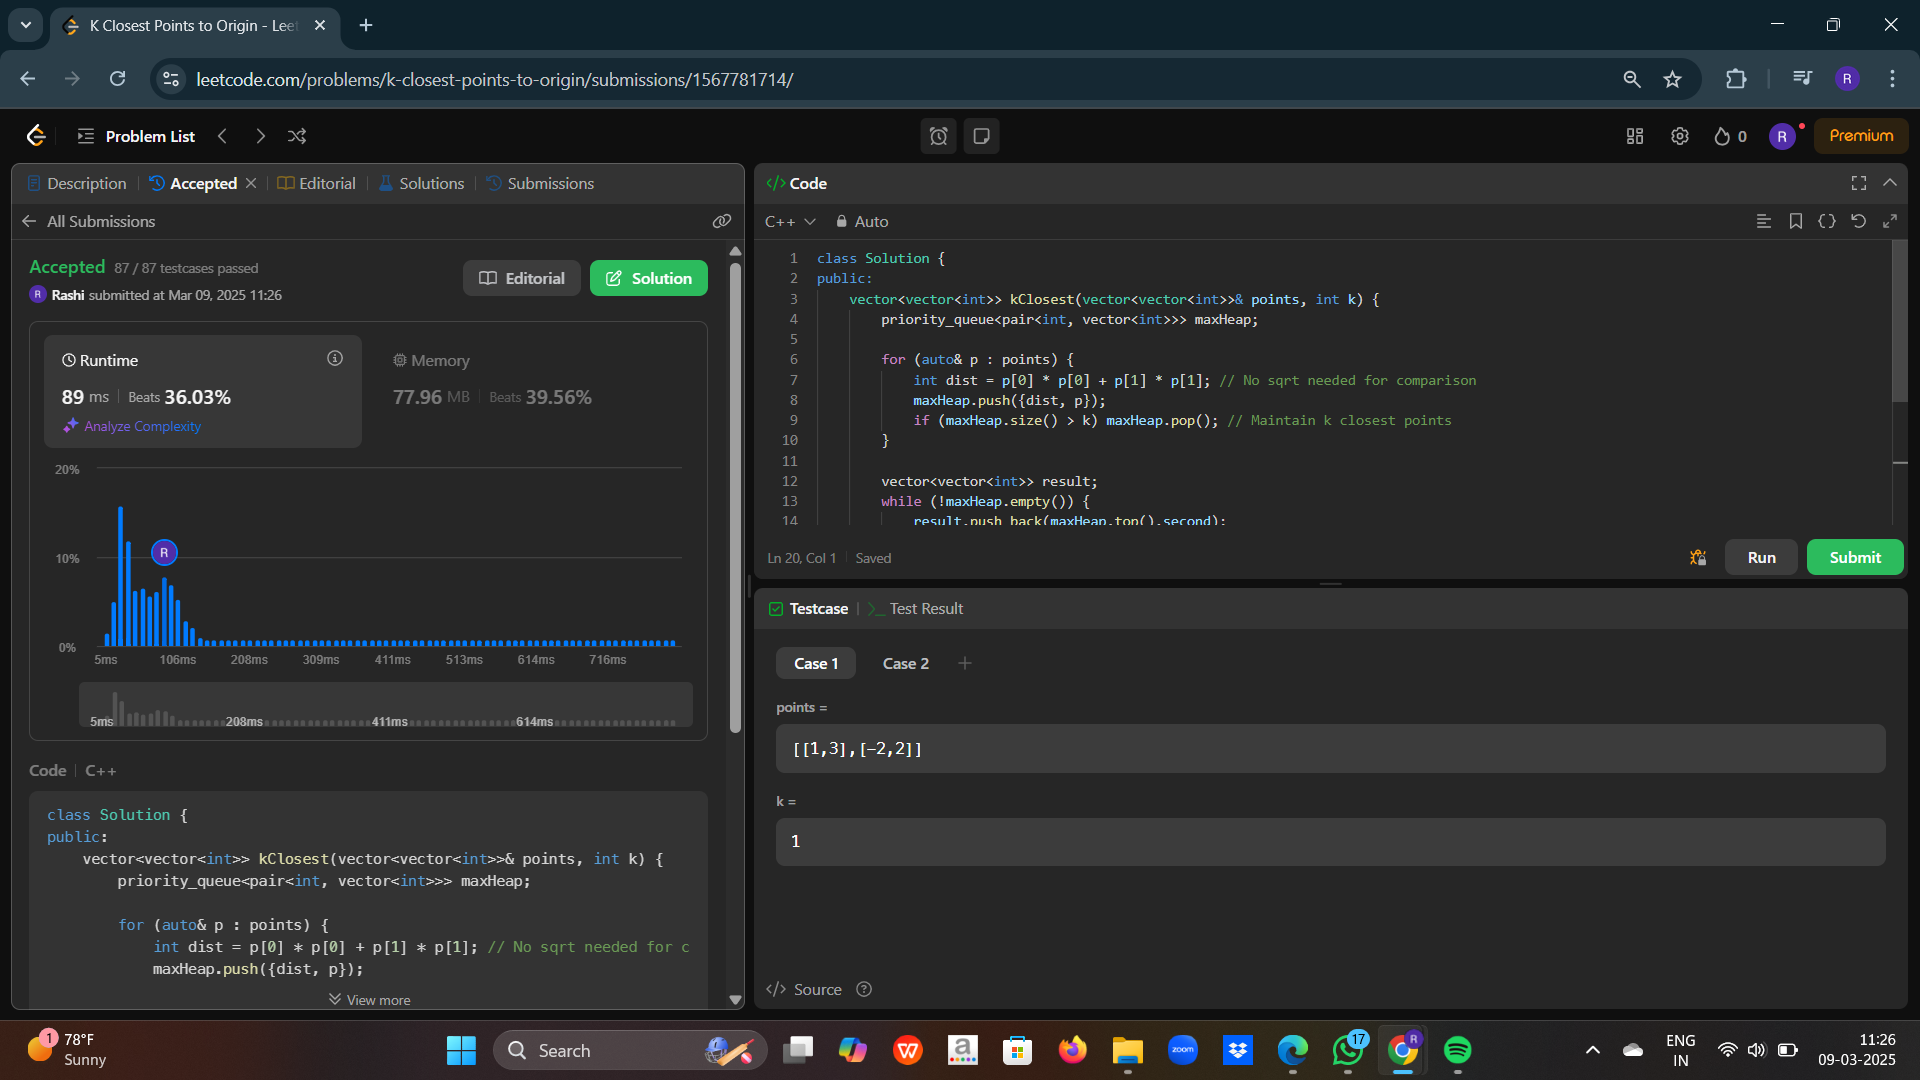 K Closest Points to Origin - Leet
leetcode.com/problems/k-closest-points-to-origin/submissions/1567781714/
R
Problem List
0
R
Premium
Description
Accepted
Editorial
Solutions
Submissions
All Submissions
Accepted 87 / 87 testcases passed
R Rashi submitted at Mar 09, 2025 11:26
Editorial
Solution
Runtime
89 ms Beats 36.03%
Analyze Complexity
Memory
77.96 MB Beats 39.56%
20%
10%
0%
R
5ms 106ms 208ms 309ms 411ms 513ms 614ms 716ms
5ms 208ms 411ms 614ms
Code C++
class Solution {
public:
vector<vector<int>> kClosest(vector<vector<int>>& points, int k) {
priority_queue<pair<int, vector<int>>> maxHeap;
for (auto& p : points) {
int dist = p[0] * p[0] + p[1] * p[1]; // No sqrt needed for c
maxHeap.push({dist, p});
View more
</> Code
C++ Auto
1 class Solution {
2 public:
3 vector<vector<int>> kClosest(vector<vector<int>>& points, int k) {
4 priority_queue<pair<int, vector<int>>> maxHeap;
5
6 for (auto& p : points) {
7 int dist = p[0] * p[0] + p[1] * p[1]; // No sqrt needed for comparison
8 maxHeap.push({dist, p});
9 if (maxHeap.size() > k) maxHeap.pop(); // Maintain k closest points
10 }
11
12 vector<vector<int>> result;
13 while (!maxHeap.empty()) {
14 result.push_back(maxHeap.top().second);
Ln 20, Col 1 Saved
Run
Submit
Testcase
>_ Test Result
Case 1
Case 2
+
points =
[[1,3],[-2,2]]
k =
1
</> Source ?
1
78°F
Sunny
Search
a
zoom
17
R
ENG
IN
11:26
09-03-2025